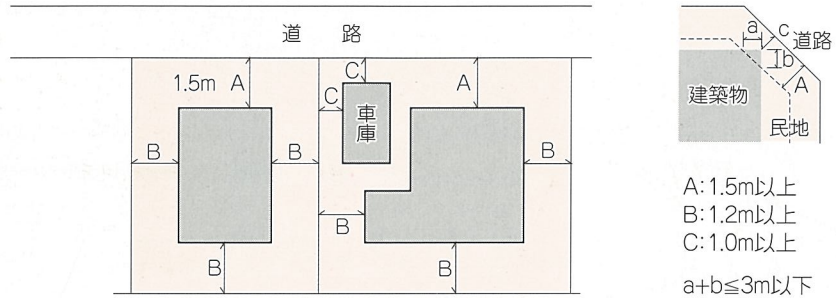 道 路
1.5m A
C
A
C
車庫
B
B
B
B
B
B
a
c
道路
b
A
建築物
民地
A:1.5m以上
B:1.2m以上
C:1.0m以上
a+b≦3m以下